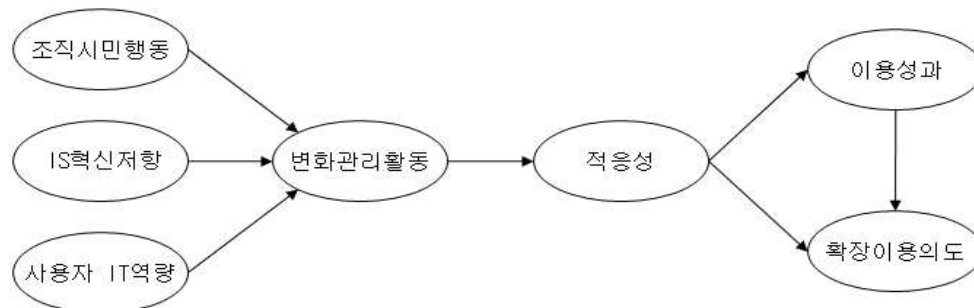 조직시민행동
이용성과
IS혁신저항
변화관리활동
적응성
사용자 IT역량
확장이용의도